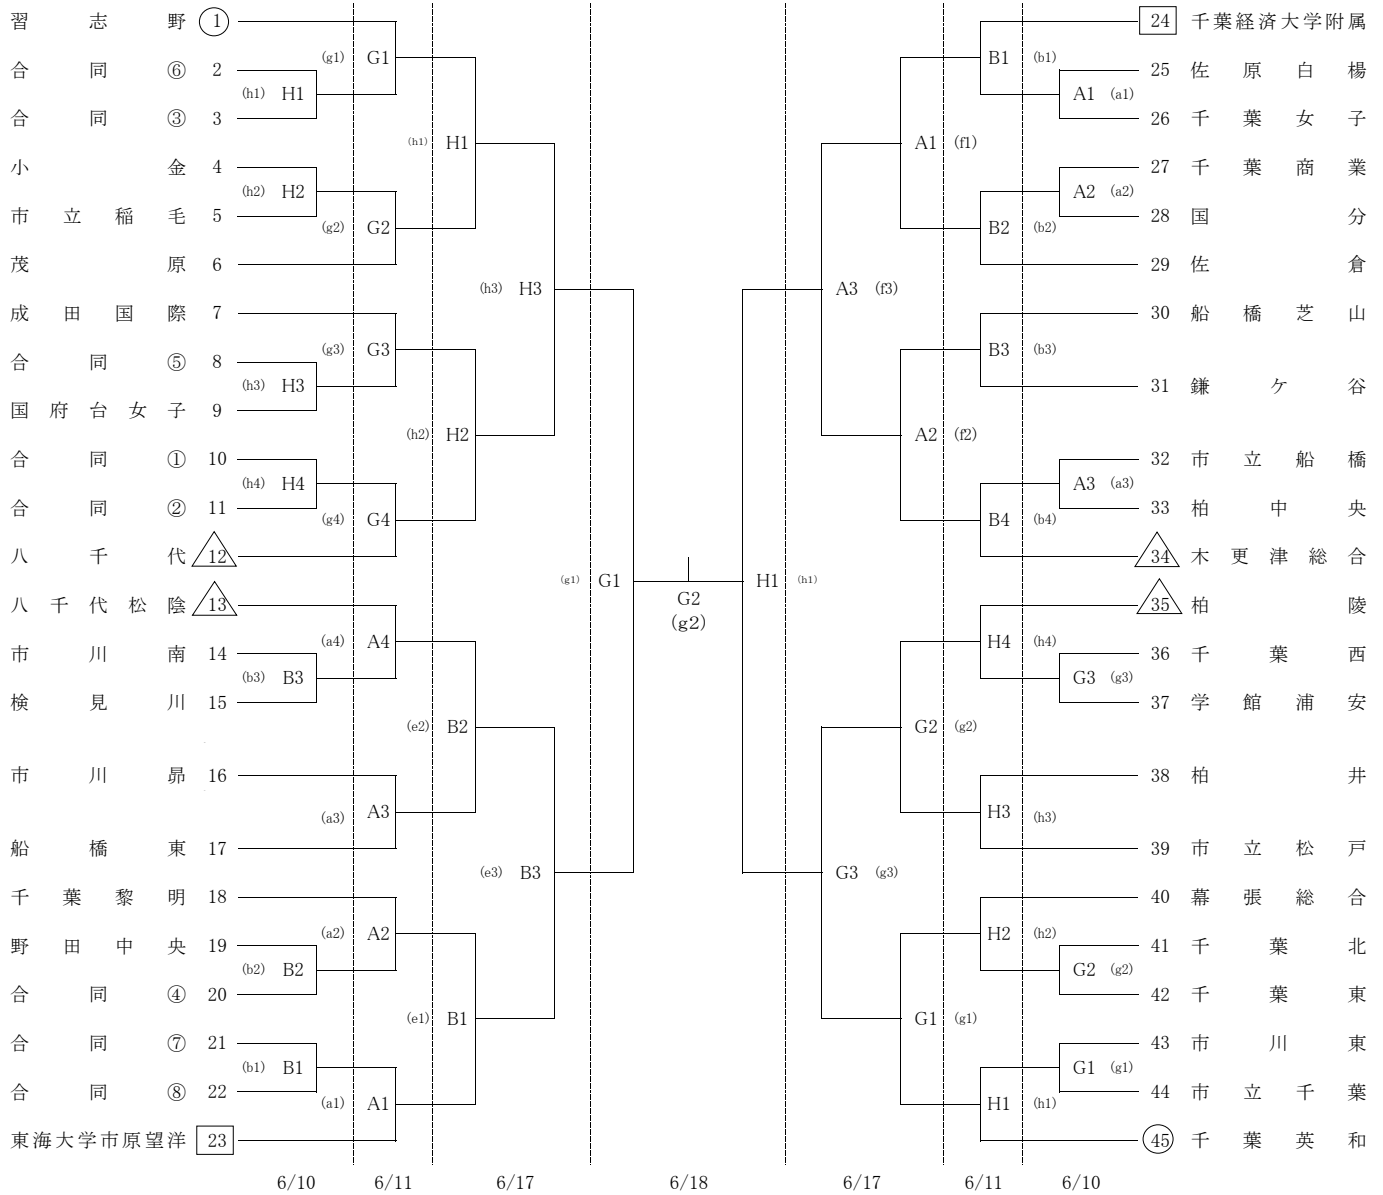 習志野 1
合同⑥ 2
合同③ 3
小金 4
市立稲毛 5
茂原 6
成田国際 7
合同⑤ 8
国府台女子 9
合同① 10
合同② 11
八千代 12
八千代松陰 13
市川南 14
検見川 15
市川昴 16
船橋東 17
千葉黎明 18
野田中央 19
合同④ 20
合同⑦ 21
合同⑧ 22
東海大学市原望洋 23
(h1) H1
(h2) H2
(h3) H3
(h4) H4
(b3) B3
(b2) B2
(b1) B1
(g1) G1
(g2) G2
(g3) G3
(g4) G4
(a4) A4
(a3) A3
(a2) A2
(a1) A1
(h1) H1
(h2) H2
(e2) B2
(e1) B1
(h3) H3
(e3) B3
(g1) G1
G2
(g2)
H1 (h1)
A3 (f3)
G3 (g3)
A1 (f1)
A2 (f2)
G2 (g2)
G1 (g1)
B1 (b1)
B2 (b2)
B3 (b3)
B4 (b4)
H4 (h4)
H3 (h3)
H2 (h2)
H1 (h1)
A1 (a1)
A2 (a2)
A3 (a3)
G3 (g3)
G2 (g2)
G1 (g1)
24 千葉経済大学附属
25 佐原白楊
26 千葉女子
27 千葉商業
28 国分
29 佐倉
30 船橋芝山
31 鎌ケ谷
32 市立船橋
33 柏中央
34 木更津総合
35 柏陵
36 千葉西
37 学館浦安
38 柏井
39 市立松戸
40 幕張総合
41 千葉北
42 千葉東
43 市川東
44 市立千葉
45 千葉英和
6/10 6/11 6/17 6/18 6/17 6/11 6/10